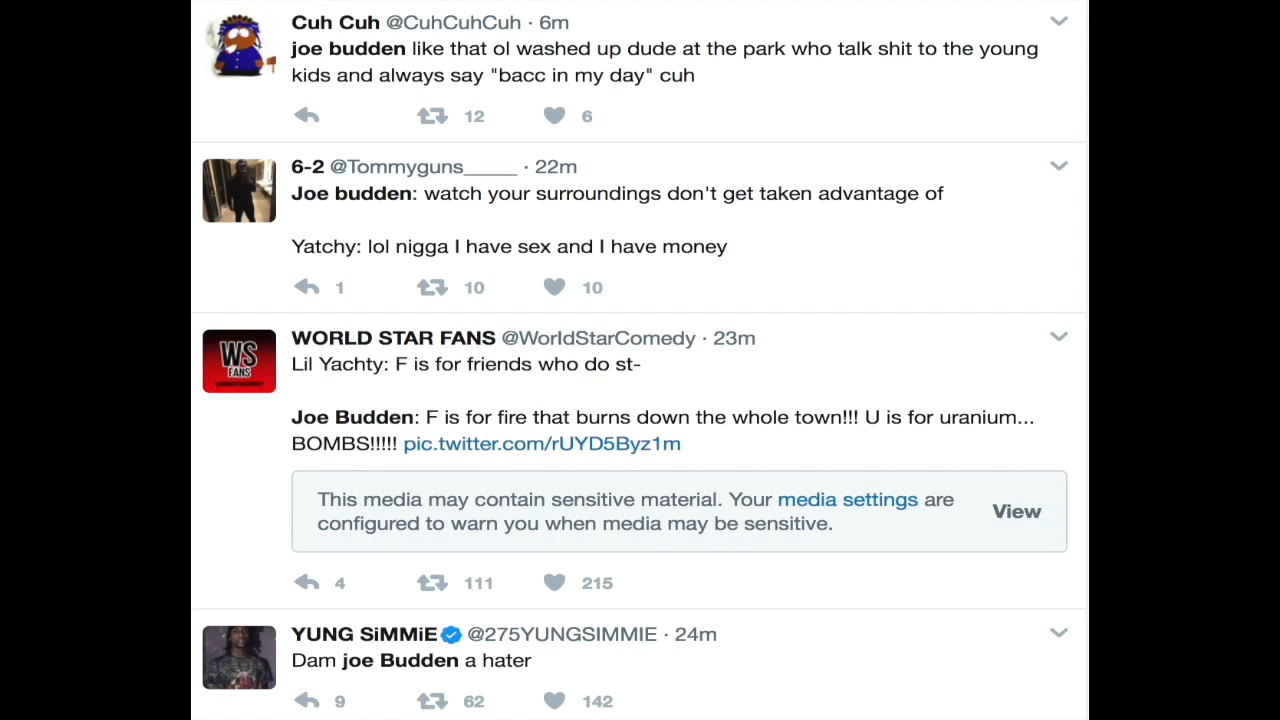 Cuh Cuh @CuhCuhCuh · 6m
joe budden like that ol washed up dude at the park who talk shit to the young
kids and always say "bacc in my day" cuh
12 6
6-2 @Tommyguns_____ · 22m
Joe budden: watch your surroundings don't get taken advantage of
Yatchy: lol nigga I have sex and I have money
1 10 10
WS
FANS
WORLD STAR FANS @WorldStarComedy · 23m
Lil Yachty: F is for friends who do st-
Joe Budden: F is for fire that burns down the whole town!!! U is for uranium...
BOMBS!!!!! pic.twitter.com/rUYD5Byz1m
This media may contain sensitive material. Your media settings are
configured to warn you when media may be sensitive.
View
4 111 215
YUNG SiMMiE @275YUNGSIMMIE · 24m
Dam joe Budden a hater
9 62 142